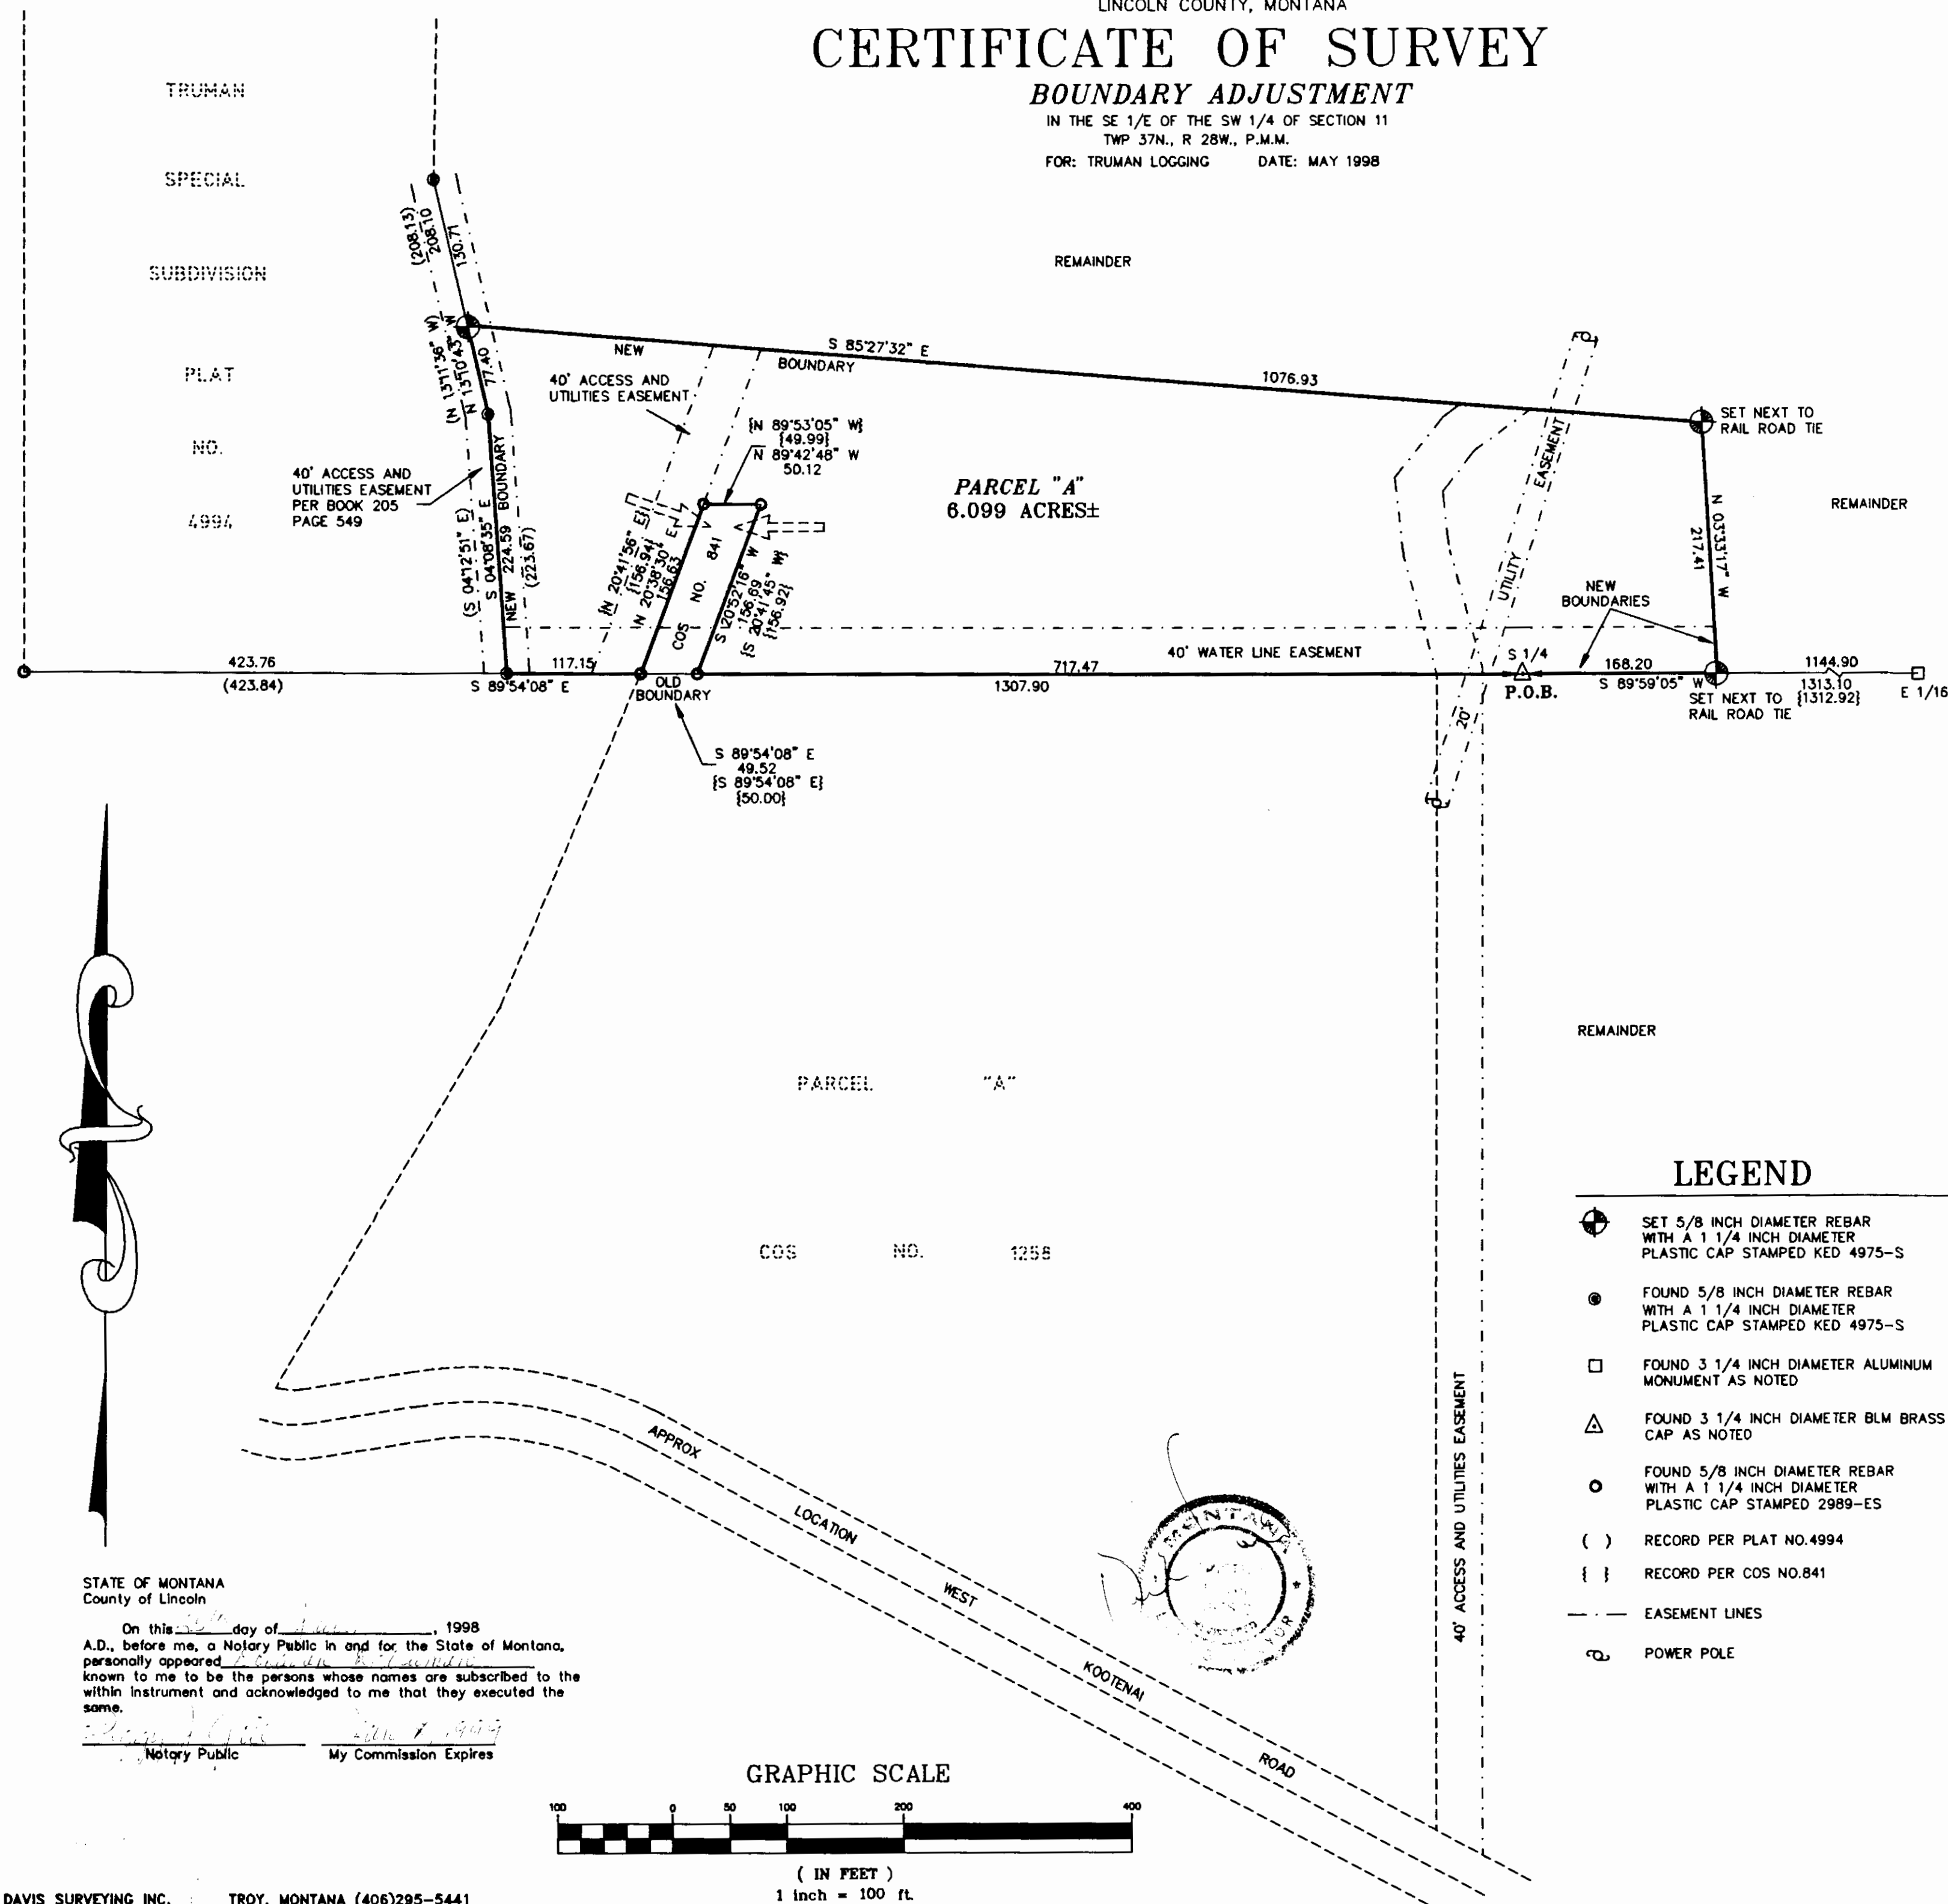 LINCOLN COUNTY, MONTANA
CERTIFICATE OF SURVEY
BOUNDARY ADJUSTMENT
IN THE SE 1/E OF THE SW 1/4 OF SECTION 11
TWP 37N., R 28W., P.M.M.
FOR: TRUMAN LOGGING DATE: MAY 1998
TRUMAN
SPECIAL
SUBDIVISION
PLAT
NO.
4994
(208.13)
208.10
130.71
(N 13°11'36" W)
N 13°10'43" W
77.40
REMAINDER
NEW
BOUNDARY
S 85°27'32" E
1076.93
40' ACCESS AND
UTILITIES EASEMENT
{N 89°53'05" W}
{49.99}
N 89°42'48" W
50.12
40' ACCESS AND
UTILITIES EASEMENT
PER BOOK 205
PAGE 549
(S 04°12'51" E)
S 04°08'35" E
NEW 224.59 BOUNDARY
(223.67)
{N 20°41'56" E}
{156.94}
N 20°38'30" E
156.63
COS NO. 841
S 20°52'16" W
156.69
{S 20°41'45" W}
{156.92}
PARCEL "A"
6.099 ACRES±
UTILITY EASEMENT
SET NEXT TO
RAIL ROAD TIE
N 03°33'17" W
217.41
REMAINDER
NEW
BOUNDARIES
423.76
(423.84)
117.15
S 89°54'08" E
OLD
BOUNDARY
717.47
1307.90
40' WATER LINE EASEMENT
S 1/4
P.O.B.
168.20
S 89°59'05" W
SET NEXT TO
RAIL ROAD TIE
1144.90
1313.10
{1312.92}
E 1/16
20'
S 89°54'08" E
49.52
{S 89°54'08" E}
{50.00}
REMAINDER
PARCEL "A"
COS NO. 1258
40' ACCESS AND UTILITIES EASEMENT
APPROX
LOCATION
WEST
KOOTENAI
ROAD
MONTANA
LEGEND
SET 5/8 INCH DIAMETER REBAR
WITH A 1 1/4 INCH DIAMETER
PLASTIC CAP STAMPED KED 4975-S
FOUND 5/8 INCH DIAMETER REBAR
WITH A 1 1/4 INCH DIAMETER
PLASTIC CAP STAMPED KED 4975-S
FOUND 3 1/4 INCH DIAMETER ALUMINUM
MONUMENT AS NOTED
FOUND 3 1/4 INCH DIAMETER BLM BRASS
CAP AS NOTED
FOUND 5/8 INCH DIAMETER REBAR
WITH A 1 1/4 INCH DIAMETER
PLASTIC CAP STAMPED 2989-ES
( ) RECORD PER PLAT NO.4994
{ } RECORD PER COS NO.841
EASEMENT LINES
POWER POLE
STATE OF MONTANA
County of Lincoln
On this day of , 1998
A.D., before me, a Notary Public in and for the State of Montana,
personally appeared
known to me to be the persons whose names are subscribed to the
within instrument and acknowledged to me that they executed the
same.
Notary Public My Commission Expires
GRAPHIC SCALE
100 0 50 100 200 400
( IN FEET )
1 inch = 100 ft.
DAVIS SURVEYING INC. TROY, MONTANA (406)295-5441